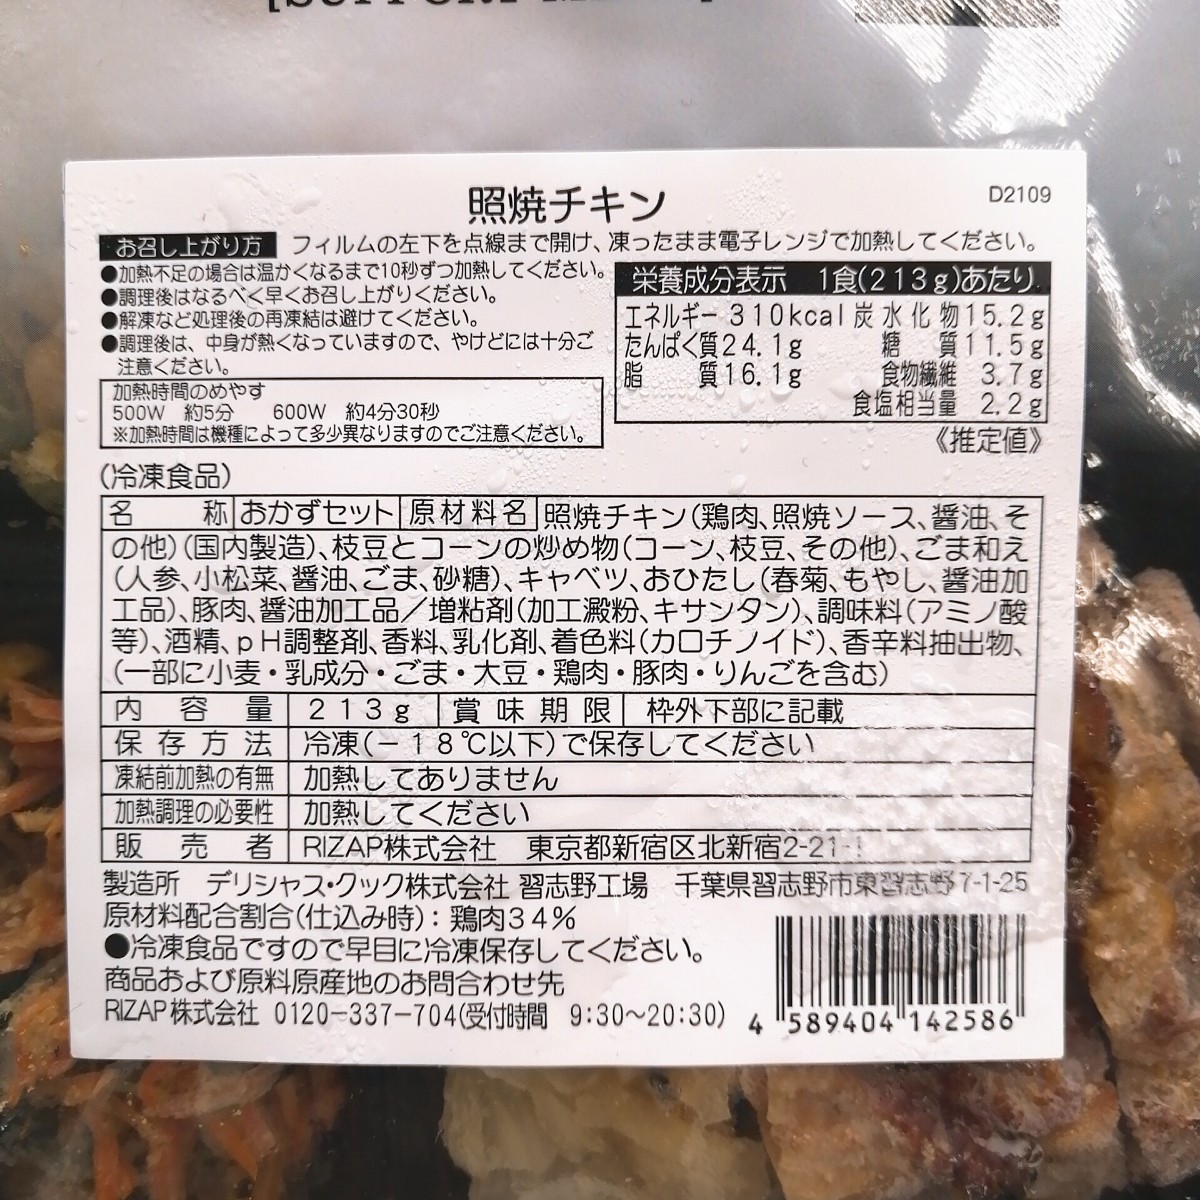 照焼チキン
D2109
お召し上がり方 フィルムの左下を点線まで開け、凍ったまま電子レンジで加熱してください。
●加熱不足の場合は温かくなるまで10秒ずつ加熱してください。
●調理後はなるべく早くお召し上がりください。
●解凍など処理後の再凍結は避けてください。
●調理後は、中身が熱くなっていますので、やけどには十分ご
注意ください。
加熱時間のめやす
500W 約5分 600W 約4分30秒
※加熱時間は機種によって多少異なりますのでご注意ください。
栄養成分表示 1食(213g)あたり
エネルギー 310kcal 炭水化物15.2g
たんぱく質24.1g 糖質11.5g
脂質16.1g 食物繊維 3.7g
食塩相当量 2.2g
《推定値》
(冷凍食品)
名称 おかずセット 原材料名 照焼チキン(鶏肉、照焼ソース、醤油、そ
の他)(国内製造)、枝豆とコーンの炒め物(コーン、枝豆、その他)、ごま和え
(人参、小松菜、醤油、ごま、砂糖)、キャベツ、おひたし(春菊、もやし、醤油加
工品)、豚肉、醤油加工品/増粘剤(加工澱粉、キサンタン)、調味料(アミノ酸
等)、酒精、pH調整剤、香料、乳化剤、着色料(カロチノイド)、香辛料抽出物、
(一部に小麦・乳成分・ごま・大豆・鶏肉・豚肉・りんごを含む)
内容量 213g 賞味期限 枠外下部に記載
保存方法 冷凍(-18℃以下)で保存してください
凍結前加熱の有無 加熱してありません
加熱調理の必要性 加熱してください
販売者 RIZAP株式会社 東京都新宿区北新宿2-21-1
製造所 デリシャス・クック株式会社 習志野工場 千葉県習志野市東習志野7-1-25
原材料配合割合(仕込み時):鶏肉34%
●冷凍食品ですので早目に冷凍保存してください。
商品および原料原産地のお問合わせ先
RIZAP株式会社 0120-337-704(受付時間 9:30～20:30)
4 589404 142586